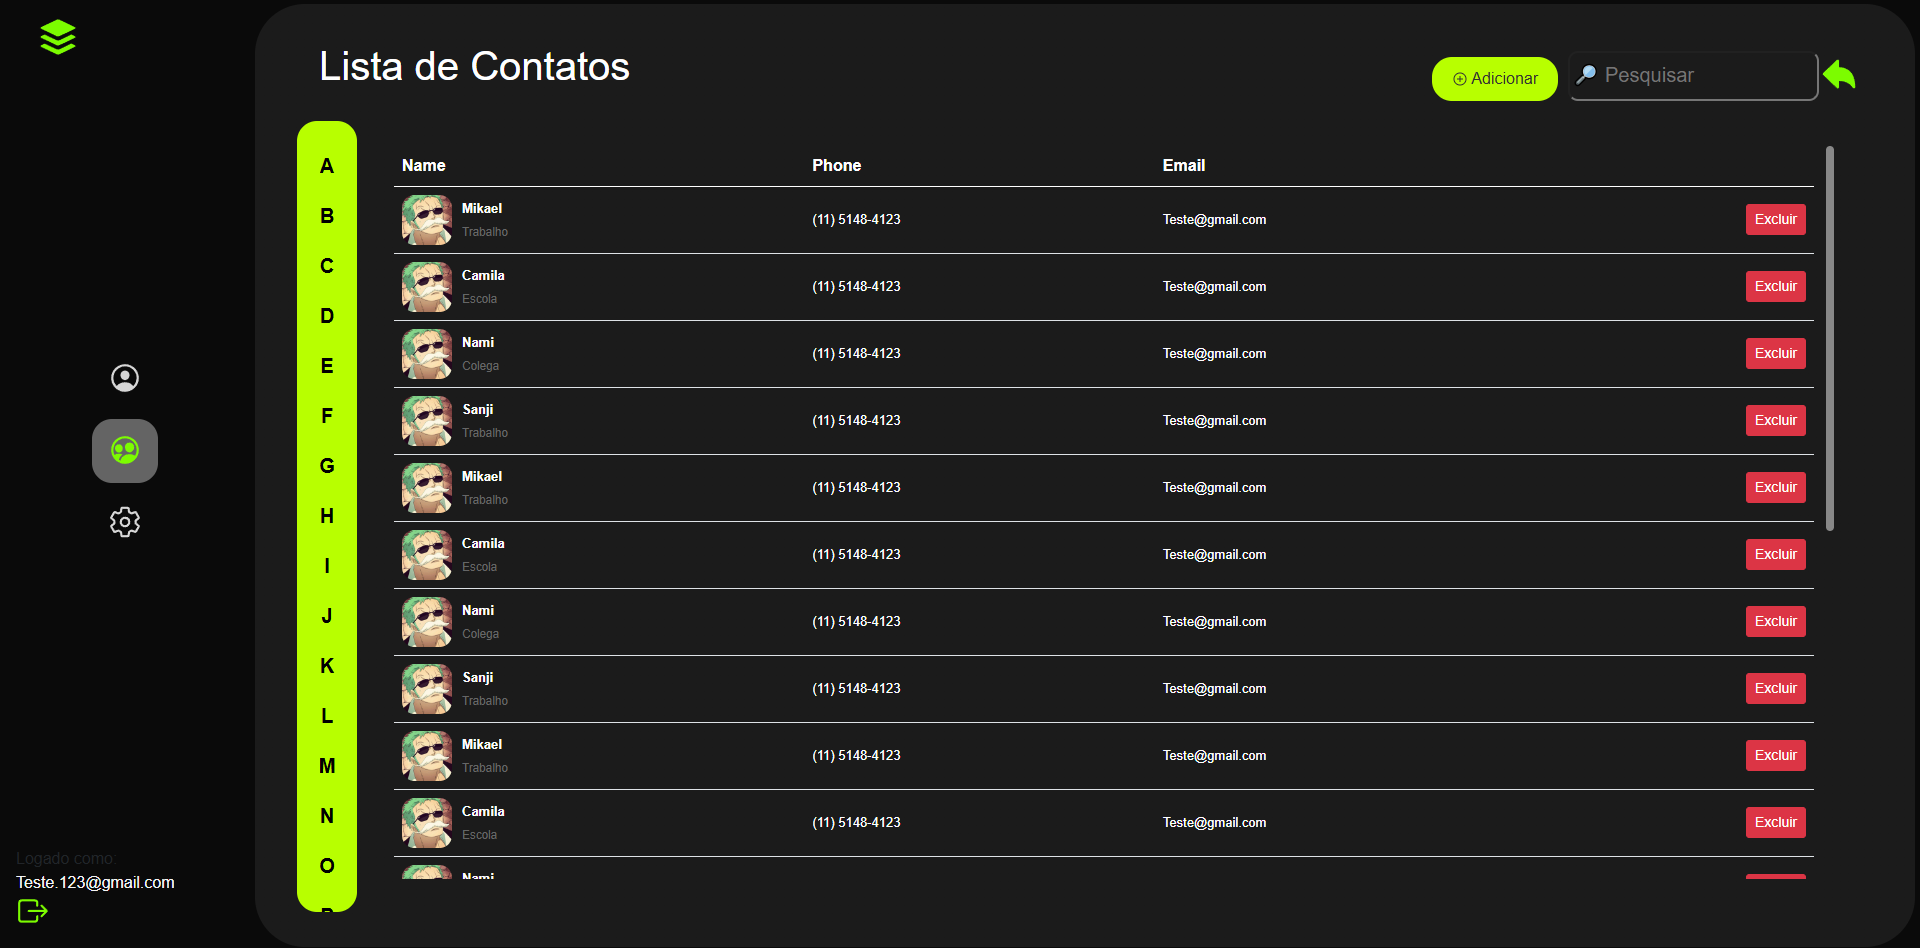 Lista de Contatos
Adicionar
Pesquisar
A
B
C
D
E
F
G
H
I
J
K
L
M
N
O
Name Phone Email
Mikael
Trabalho
(11) 5148-4123 Teste@gmail.com Excluir
Camila
Escola
(11) 5148-4123 Teste@gmail.com Excluir
Nami
Colega
(11) 5148-4123 Teste@gmail.com Excluir
Sanji
Trabalho
(11) 5148-4123 Teste@gmail.com Excluir
Mikael
Trabalho
(11) 5148-4123 Teste@gmail.com Excluir
Camila
Escola
(11) 5148-4123 Teste@gmail.com Excluir
Nami
Colega
(11) 5148-4123 Teste@gmail.com Excluir
Sanji
Trabalho
(11) 5148-4123 Teste@gmail.com Excluir
Mikael
Trabalho
(11) 5148-4123 Teste@gmail.com Excluir
Camila
Escola
(11) 5148-4123 Teste@gmail.com Excluir
Nami
Logado como:
Teste.123@gmail.com